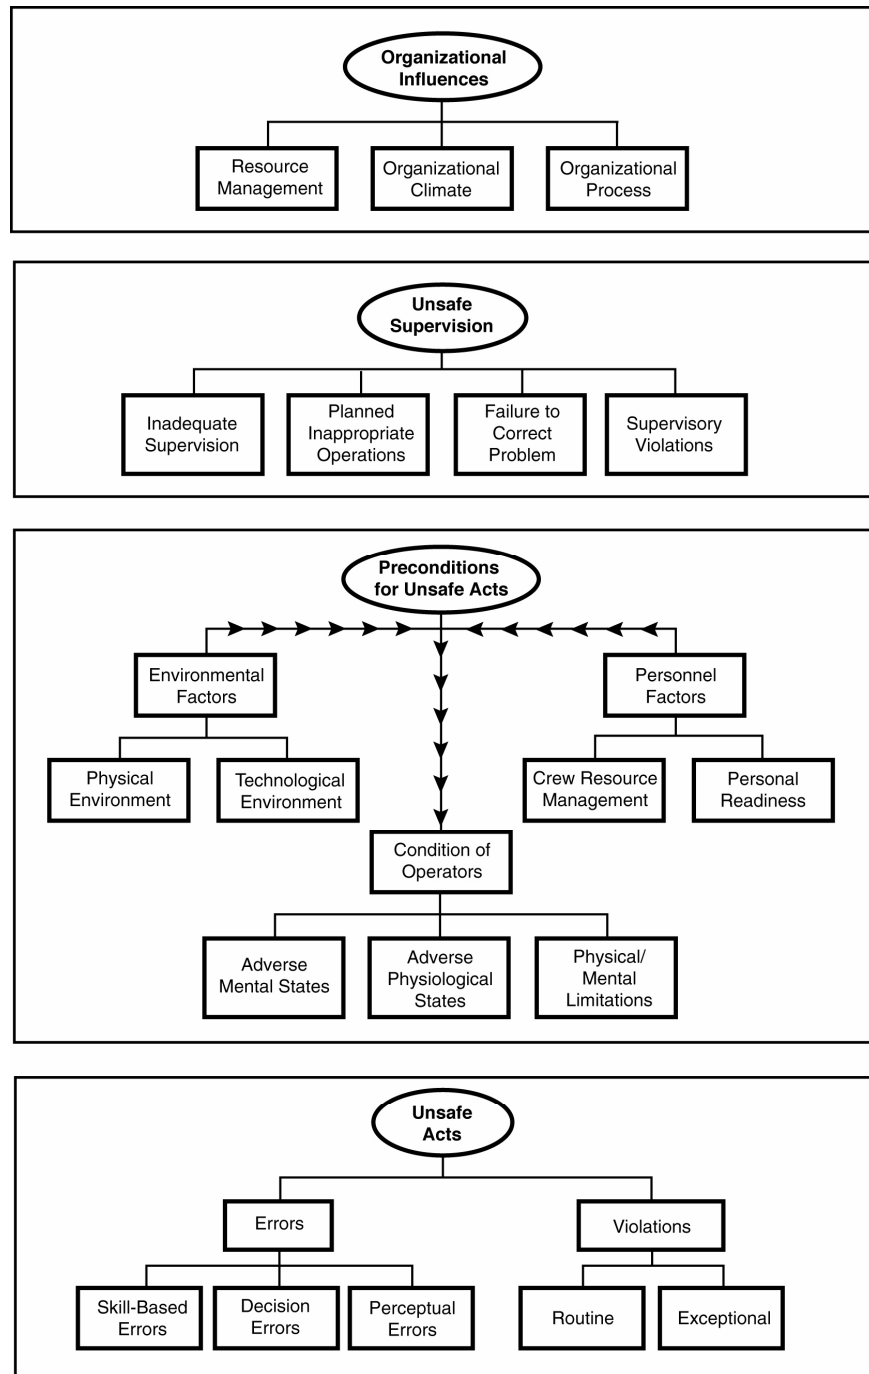 Organizational
Influences
Resource
Management
Organizational
Climate
Organizational
Process
Unsafe
Supervision
Inadequate
Supervision
Planned
Inappropriate
Operations
Failure to
Correct
Problem
Supervisory
Violations
Preconditions
for Unsafe Acts
Environmental
Factors
Personnel
Factors
Physical
Environment
Technological
Environment
Crew Resource
Management
Personal
Readiness
Condition of
Operators
Adverse
Mental States
Adverse
Physiological
States
Physical/
Mental
Limitations
Unsafe
Acts
Errors
Violations
Skill-Based
Errors
Decision
Errors
Perceptual
Errors
Routine
Exceptional